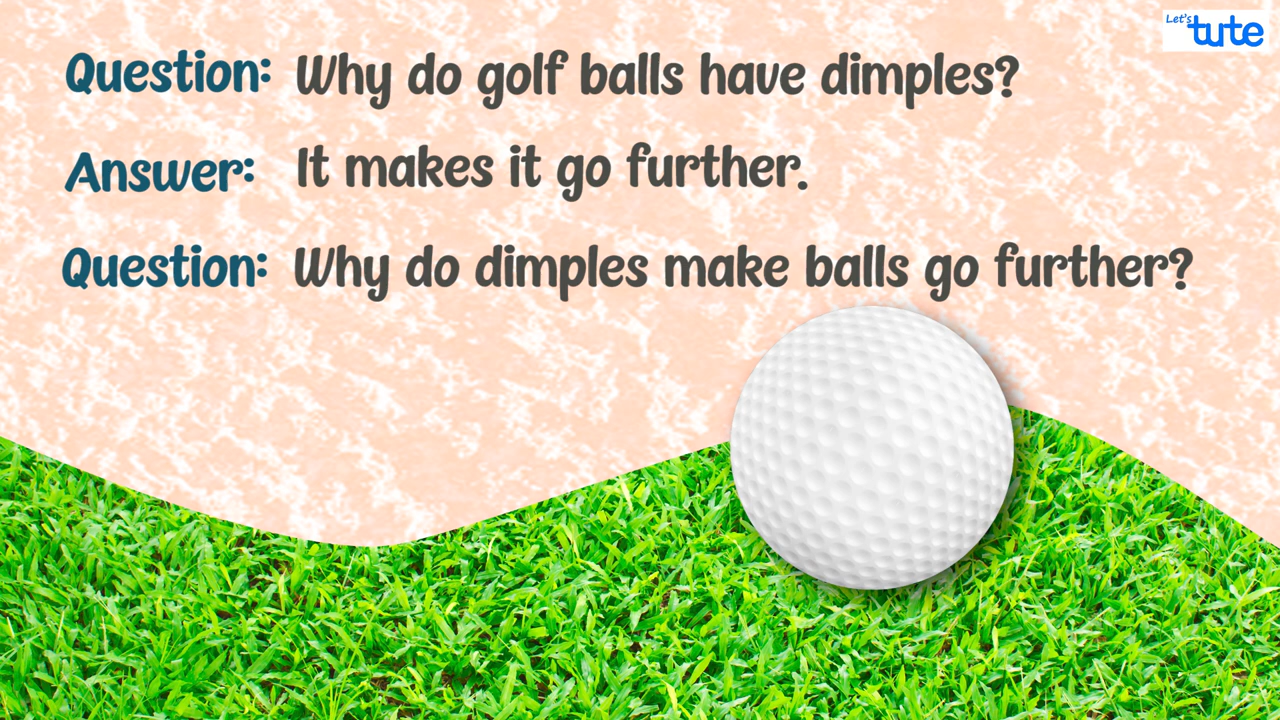 Let's
tute
Question: Why do golf balls have dimples?
Answer: It makes it go further.
Question: Why do dimples make balls go further?